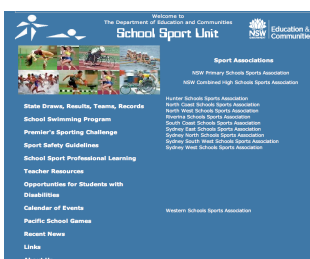 Welcome to
The Department of Education and Communities
School Sport Unit
NSW
Education &
Communities
State Draws, Results, Teams, Records
School Swimming Program
Premier's Sporting Challenge
Sport Safety Guidelines
School Sport Professional Learning
Teacher Resources
Opportunities for Students with
Disabilities
Calendar of Events
Pacific School Games
Recent News
Links
Sport Associations
NSW Primary Schools Sports Association
NSW Combined High Schools Sports Association
Hunter Schools Sports Association
North Coast Schools Sports Association
North West Schools Sports Association
Riverina Schools Sports Association
South Coast Schools Sports Association
Sydney East Schools Sports Association
Sydney North Schools Sports Association
Sydney South West Schools Sports Association
Sydney West Schools Sports Association
Western Schools Sports Association